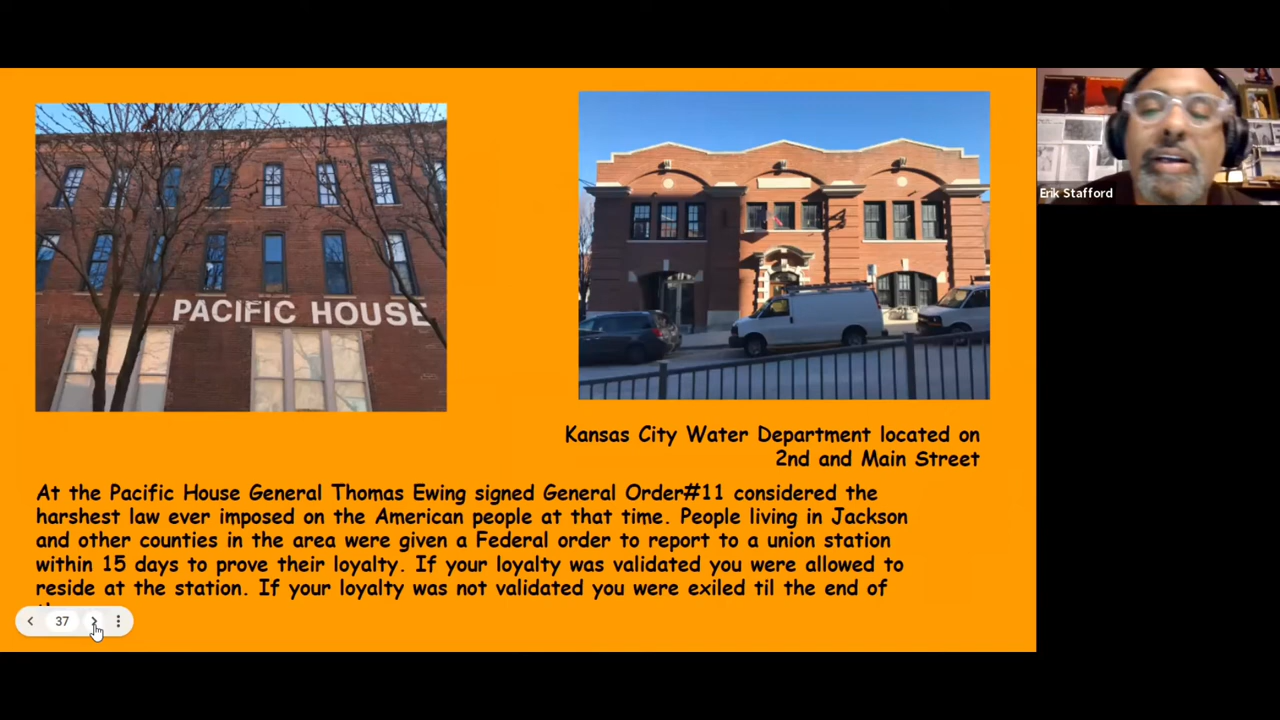 PACIFIC HOUSE
Erik Stafford
Kansas City Water Department located on
2nd and Main Street
At the Pacific House General Thomas Ewing signed General Order#11 considered the
harshest law ever imposed on the American people at that time. People living in Jackson
and other counties in the area were given a Federal order to report to a union station
within 15 days to prove their loyalty. If your loyalty was validated you were allowed to
reside at the station. If your loyalty was not validated you were exiled til the end of
37